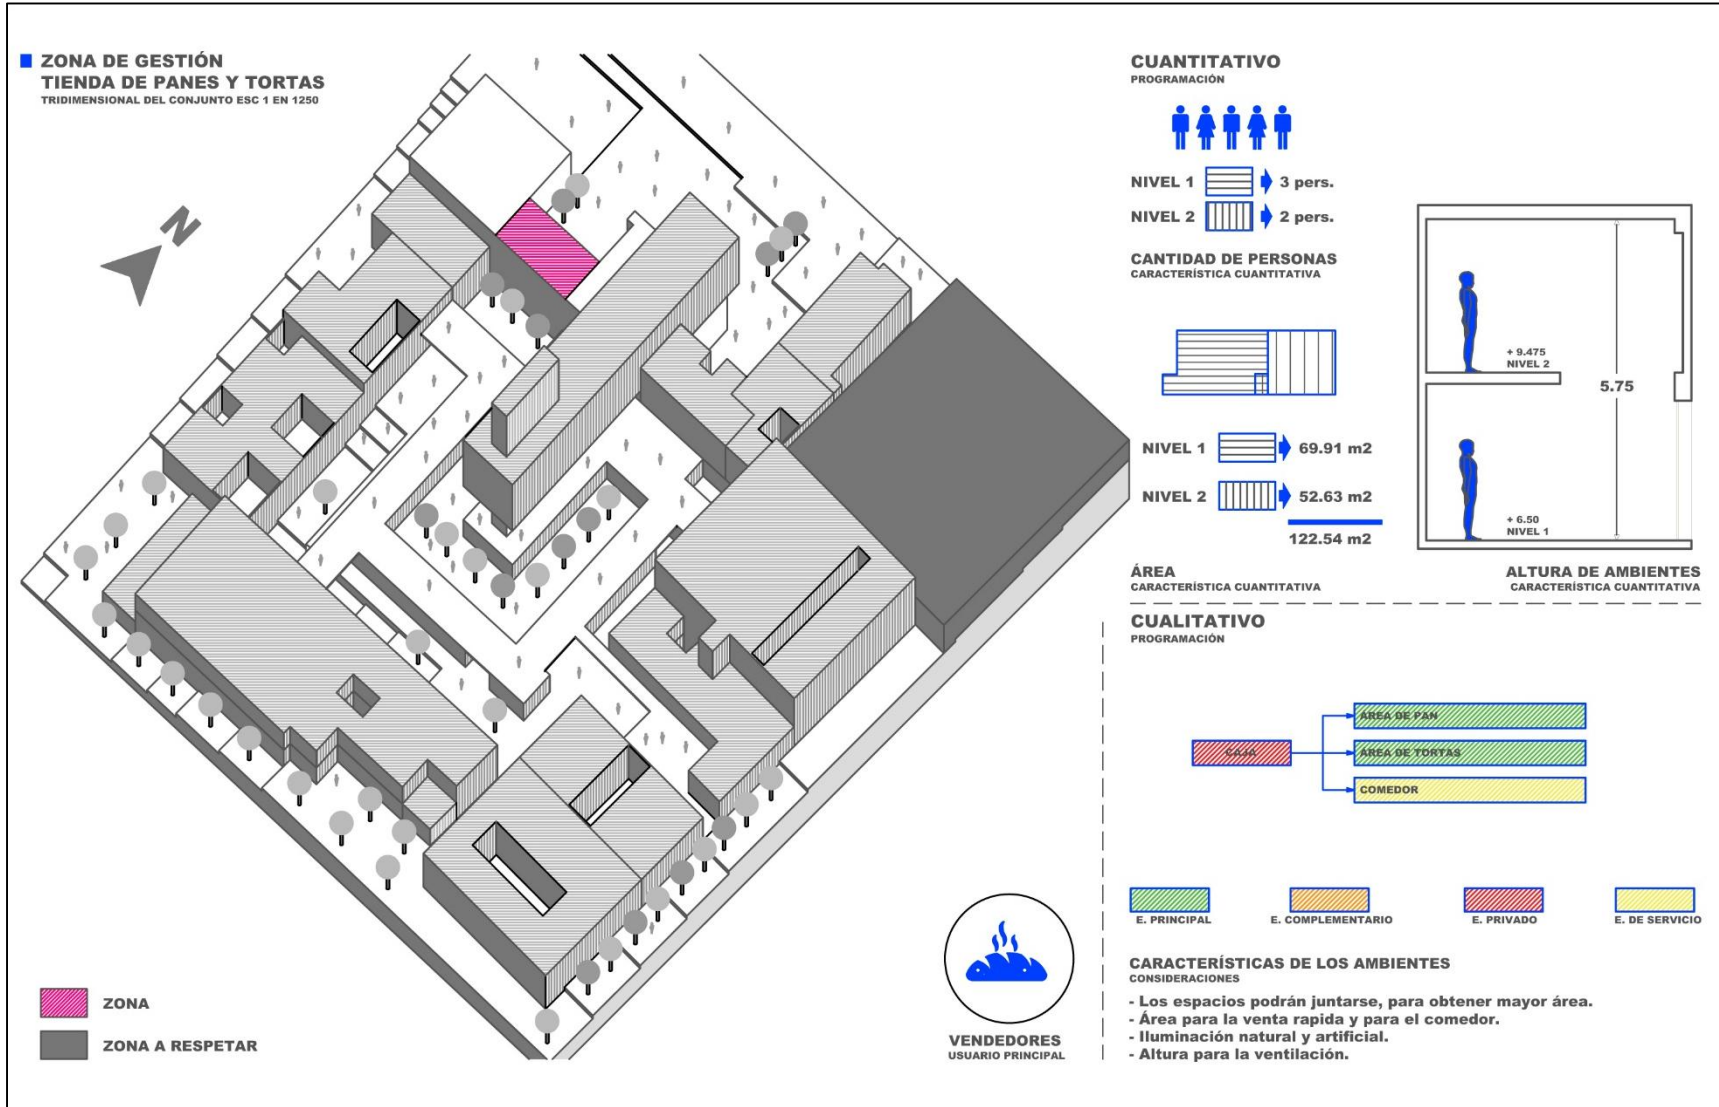 ZONA DE GESTIÓN
TIENDA DE PANES Y TORTAS
TRIDIMENSIONAL DEL CONJUNTO ESC 1 EN 1250
N
ZONA
ZONA A RESPETAR
VENDEDORES
USUARIO PRINCIPAL
CUANTITATIVO
PROGRAMACIÓN
NIVEL 1 3 pers.
NIVEL 2 2 pers.
CANTIDAD DE PERSONAS
CARACTERÍSTICA CUANTITATIVA
NIVEL 1 69.91 m2
NIVEL 2 52.63 m2
122.54 m2
ÁREA
CARACTERÍSTICA CUANTITATIVA
+ 9.475
NIVEL 2
5.75
+ 6.50
NIVEL 1
ALTURA DE AMBIENTES
CARACTERÍSTICA CUANTITATIVA
CUALITATIVO
PROGRAMACIÓN
CAJA
ÁREA DE PAN
ÁREA DE TORTAS
COMEDOR
E. PRINCIPAL
E. COMPLEMENTARIO
E. PRIVADO
E. DE SERVICIO
CARACTERÍSTICAS DE LOS AMBIENTES
CONSIDERACIONES
- Los espacios podrán juntarse, para obtener mayor área.
- Área para la venta rapida y para el comedor.
- Iluminación natural y artificial.
- Altura para la ventilación.